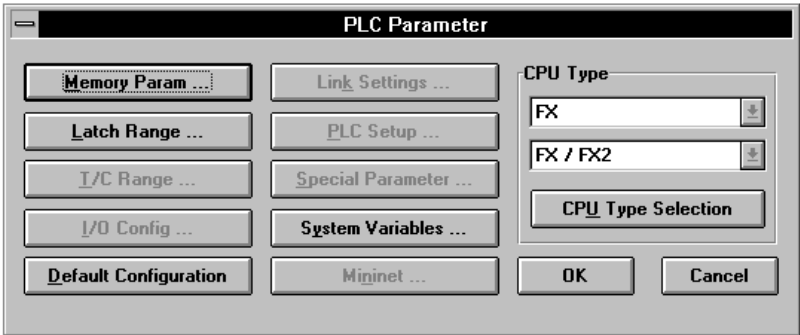 PLC Parameter
Memory Param ...
Link Settings ...
CPU Type
FX
Latch Range ...
PLC Setup ...
FX / FX2
T/C Range ...
Special Parameter ...
CPU Type Selection
I/O Config ...
System Variables ...
Default Configuration
Mininet ...
OK
Cancel